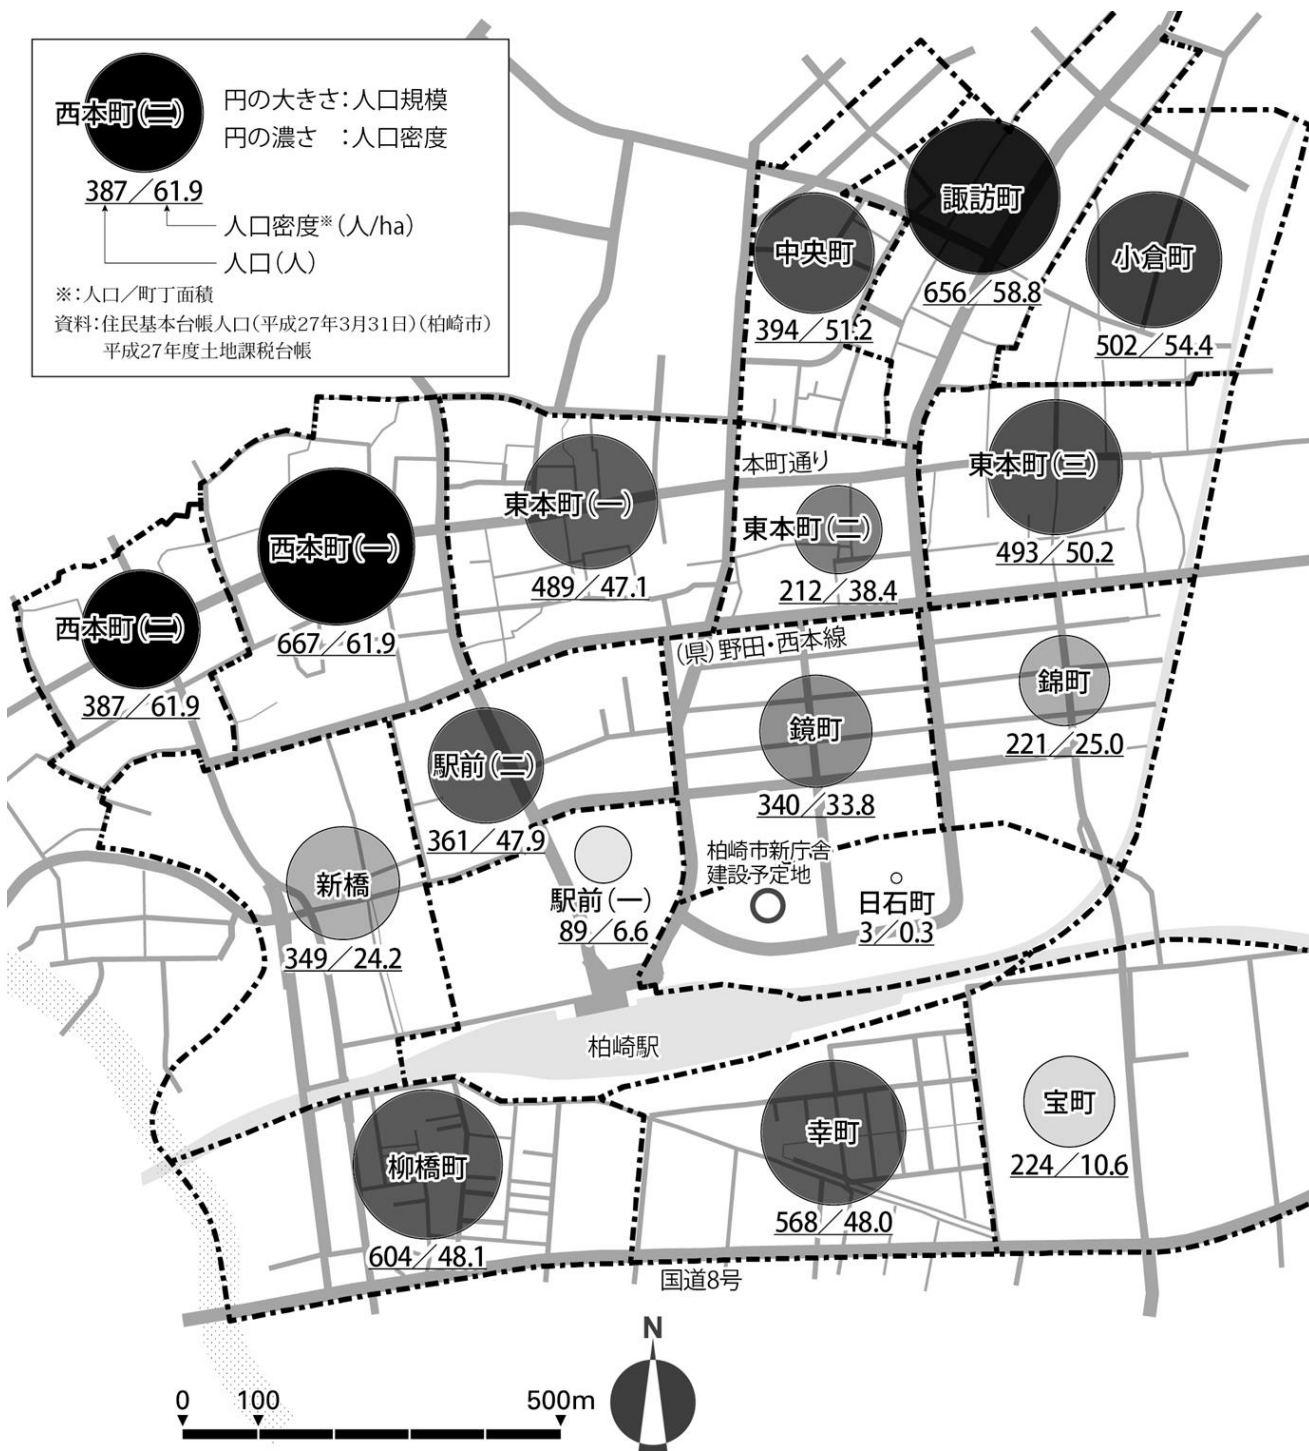 西本町(二)
円の大きさ:人口規模
円の濃さ :人口密度
387/61.9
人口密度※(人/ha)
人口(人)
※:人口/町丁面積
資料:住民基本台帳人口(平成27年3月31日)(柏崎市)
平成27年度土地課税台帳
諏訪町
656/58.8
中央町
394/51.2
小倉町
502/54.4
本町通り
東本町(一)
489/47.1
東本町(二)
212/38.4
東本町(三)
493/50.2
西本町(一)
667/61.9
西本町(二)
387/61.9
(県)野田・西本線
駅前(二)
361/47.9
鏡町
340/33.8
錦町
221/25.0
新橋
349/24.2
駅前(一)
89/6.6
柏崎市新庁舎
建設予定地
日石町
3/0.3
柏崎駅
柳橋町
604/48.1
幸町
568/48.0
宝町
224/10.6
国道8号
N
0 100 500m